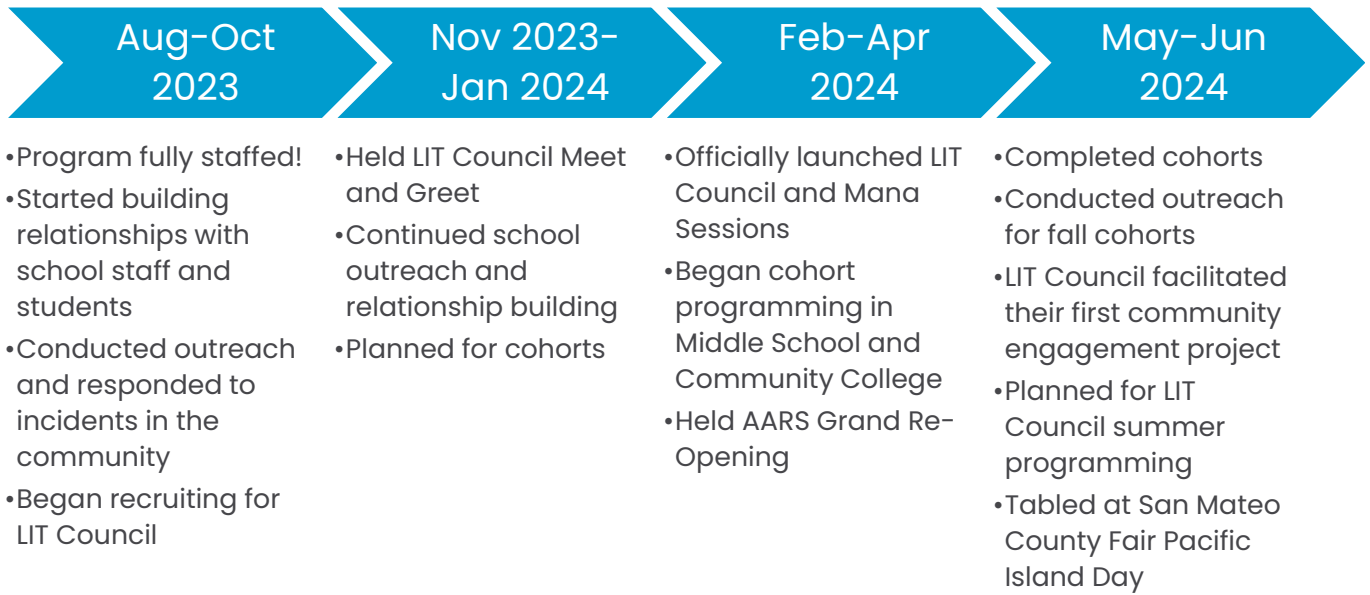 Aug-Oct
2023
•Program fully staffed!
•Started building
relationships with
school staff and
students
•Conducted outreach
and responded to
incidents in the
community
•Began recruiting for
LIT Council
Nov 2023-
Jan 2024
•Held LIT Council Meet
and Greet
•Continued school
outreach and
relationship building
•Planned for cohorts
Feb-Apr
2024
•Officially launched LIT
Council and Mana
Sessions
•Began cohort
programming in
Middle School and
Community College
•Held AARS Grand Re-
Opening
May-Jun
2024
•Completed cohorts
•Conducted outreach
for fall cohorts
•LIT Council facilitated
their first community
engagement project
•Planned for LIT
Council summer
programming
•Tabled at San Mateo
County Fair Pacific
Island Day